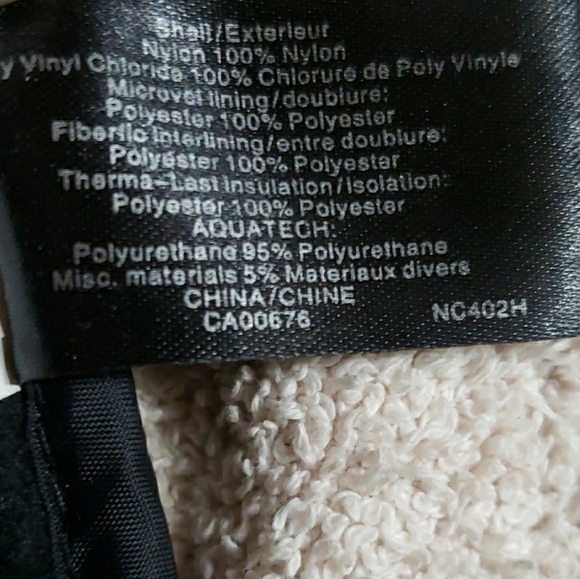 Shell/Exterieur
Nylon 100% Nylon
y Vinyl Chloride 100% Chlorure de Poly Vinyle
Microvet lining/doublure:
Polyester 100% Polyester
Fiberfic Interlining/entre doublure:
Polyester 100% Polyester
Therma-Last Insulation/Isolation:
Polyester 100% Polyester
AQUATECH:
Polyurethane 95% Polyurethane
Misc. materials 5% Materiaux divers
CHINA/CHINE
CA00676 NC402H